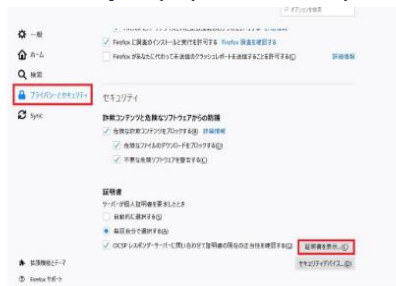 オプションを検索
一般
Firefox に調査のインストールと実行を許可する Firefox 調査を確認する
ホーム
Firefox があなたに代わって未送信のクラッシュレポートを送信することを許可する(C) 詳細情報
検索
プライバシーとセキュリティ
セキュリティ
Sync
詐欺コンテンツと危険なソフトウェアからの防護
危険な詐欺コンテンツをブロックする(B) 詳細情報
危険なファイルのダウンロードをブロックする(D)
不要な危険ソフトウェアを警告する(C)
証明書
サーバーが個人証明書を要求したとき
自動的に選択する(S)
毎回自分で選択する(A)
OCSP レスポンダーサーバーに問い合わせて証明書の現在の正当性を確認する(Q) 証明書を表示...(C)
拡張機能とテーマ
セキュリティデバイス...(D)
Firefox サポート